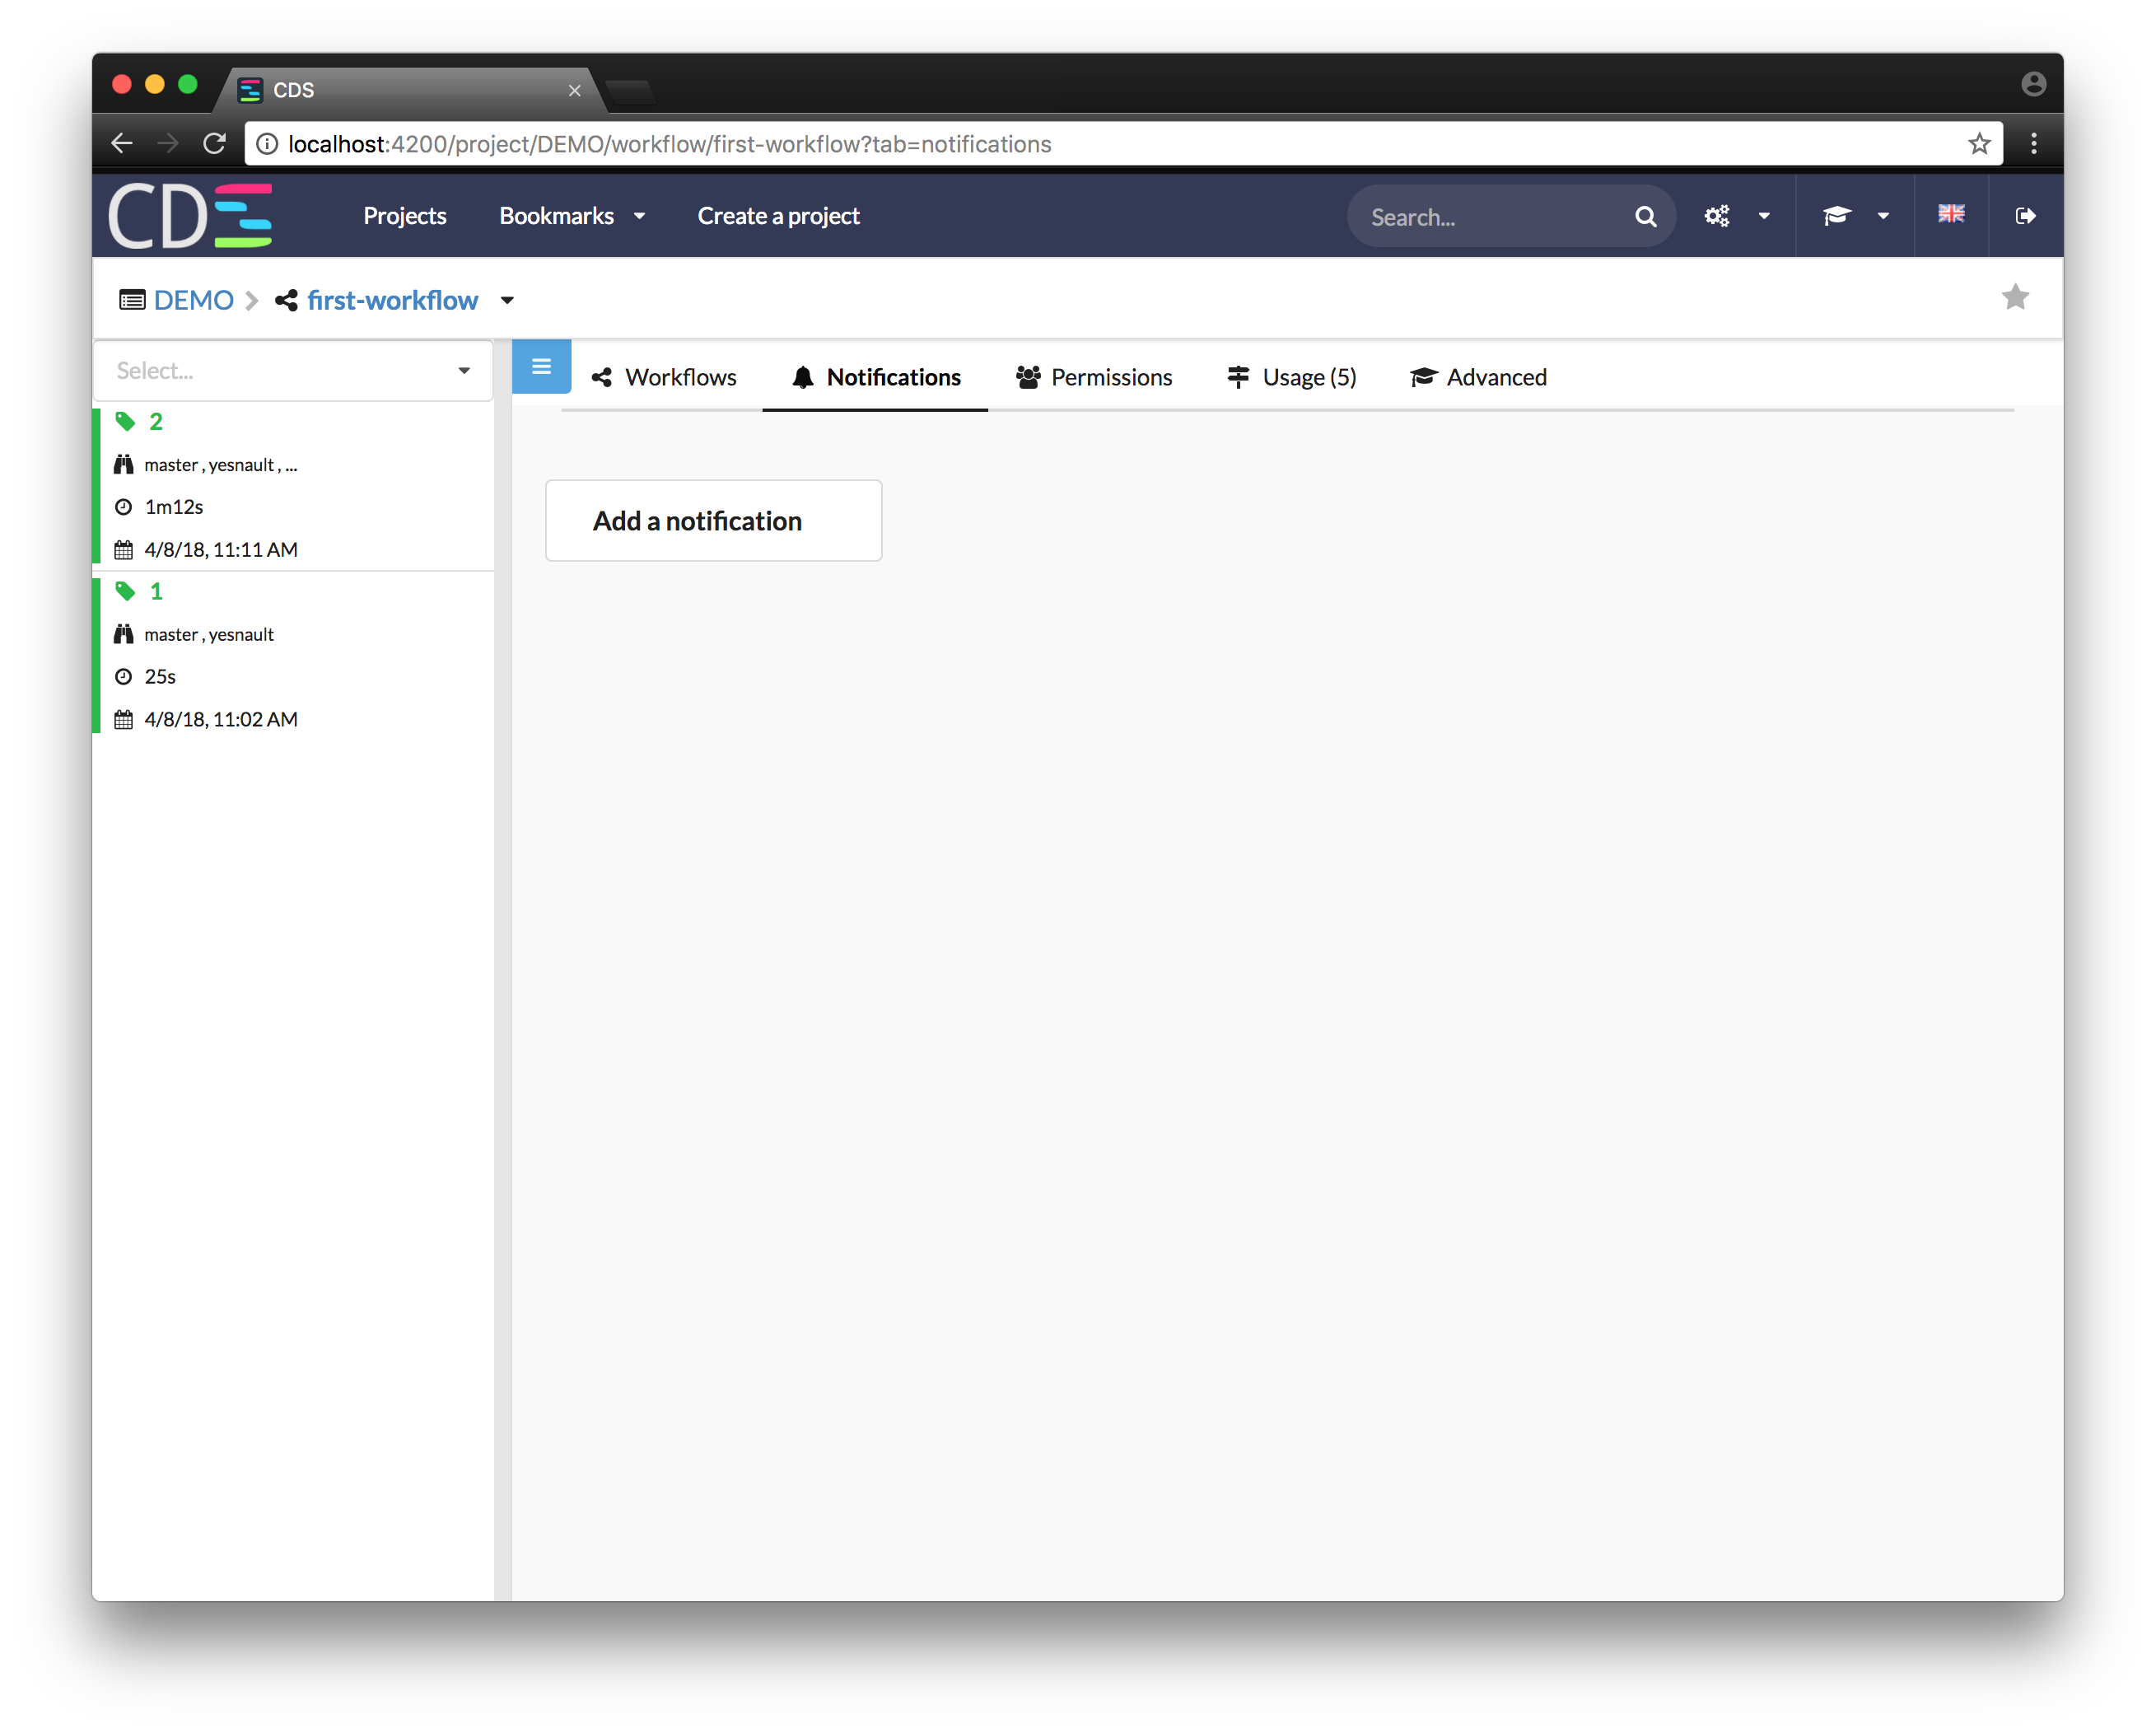 CDS
localhost:4200/project/DEMO/workflow/first-workflow?tab=notifications
CDS Projects Bookmarks Create a project Search...
DEMO first-workflow
Select...
Workflows Notifications Permissions Usage (5) Advanced
2
master , yesnault , ...
1m12s
4/8/18, 11:11 AM
1
master , yesnault
25s
4/8/18, 11:02 AM
Add a notification